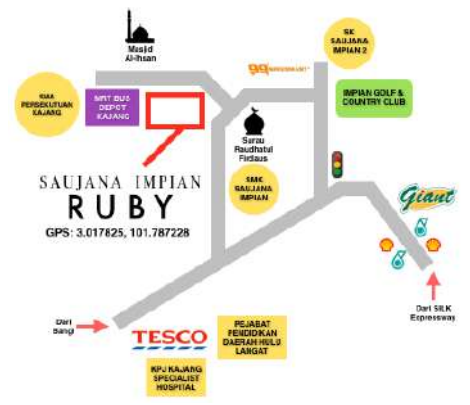 Masjid
Al-Ihsan
SK
SAUJANA
IMPIAN 2
99 SPEEDMART
PERSEKUTUAN
KAJANG
MRT BUS
DEPOT
KAJANG
IMPIAN GOLF &
COUNTRY CLUB
Surau
Raudhatul
Firdaus
SMK
SAUJANA
IMPIAN
SAUJANA IMPIAN
RUBY
GPS: 3.017825, 101.787228
Giant
Dari SILK
Expressway
Dari
Bangi
TESCO
PEJABAT
PENDIDIKAN
DAERAH HULU
LANGAT
KPJ KAJANG
SPECIALIST
HOSPITAL